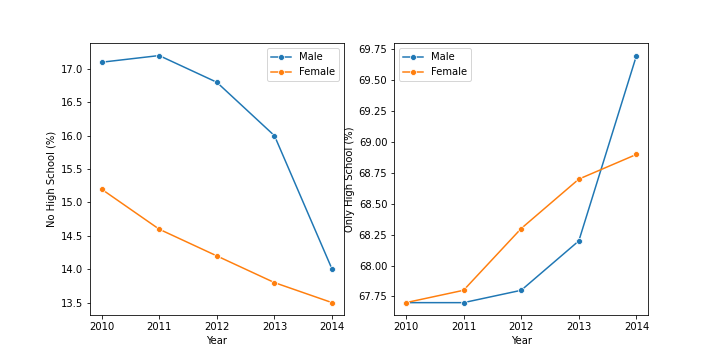 No High School (%)
17.0
16.5
16.0
15.5
15.0
14.5
14.0
13.5
2010 2011 2012 2013 2014
Year
Male
Female
Only High School (%)
69.75
69.50
69.25
69.00
68.75
68.50
68.25
68.00
67.75
2010 2011 2012 2013 2014
Year
Male
Female